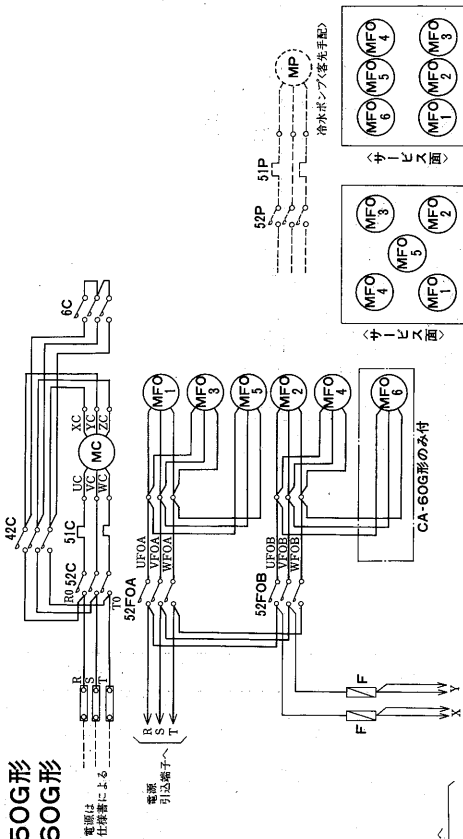 50G形
60G形
電源は
仕様書による
R
S
T
R0
T0
42C
52C
51C
UC
VC
WC
MC
XC
YC
ZC
6C
電源
引込端子へ
R
S
T
52FOA
UFOA
VFOA
WFOA
52FOB
UFOB
VFOB
WFOB
MFO
1
MFO
3
MFO
5
MFO
2
MFO
4
MFO
6
CA-60G形のみ付
F
F
X
Y
52P
51P
MP
冷水ポンプ〈客先手配〉
MFO
4
MFO
3
MFO
5
MFO
1
MFO
2
〈サービス面〉
MFO
6
MFO
5
MFO
4
MFO
1
MFO
2
MFO
3
〈サービス面〉